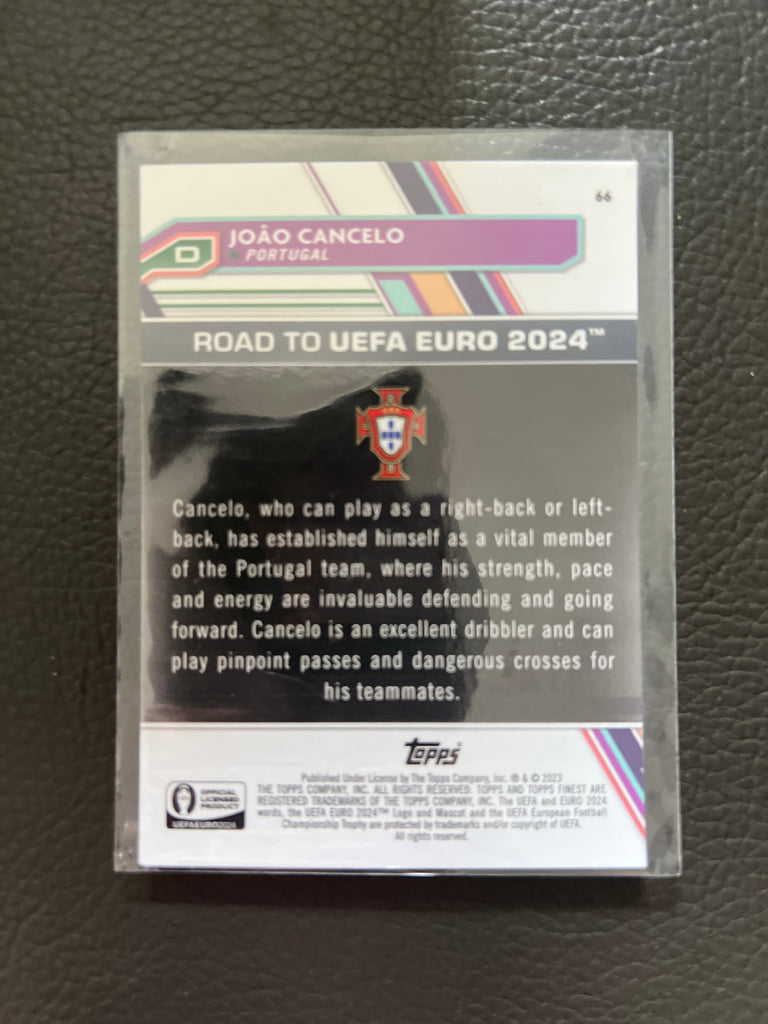 66
JOÃO CANCELO
D
PORTUGAL
ROAD TO UEFA EURO 2024™
Cancelo, who can play as a right-back or left-
back, has established himself as a vital member
of the Portugal team, where his strength, pace
and energy are invaluable defending and going
forward. Cancelo is an excellent dribbler and can
play pinpoint passes and dangerous crosses for
his teammates.
Topps®
Published Under License by The Topps Company, Inc. ® & © 2023
THE TOPPS COMPANY, INC. ALL RIGHTS RESERVED. TOPPS AND TOPPS FINEST ARE
REGISTERED TRADEMARKS OF THE TOPPS COMPANY, INC. The UEFA and EURO 2024
words, the UEFA EURO 2024™ Logo and Mascot and the UEFA European Football
Championship Trophy are protected by trademarks and/or copyright of UEFA.
All rights reserved.
OFFICIAL
LICENSED
PRODUCT
UEFAEURO2024